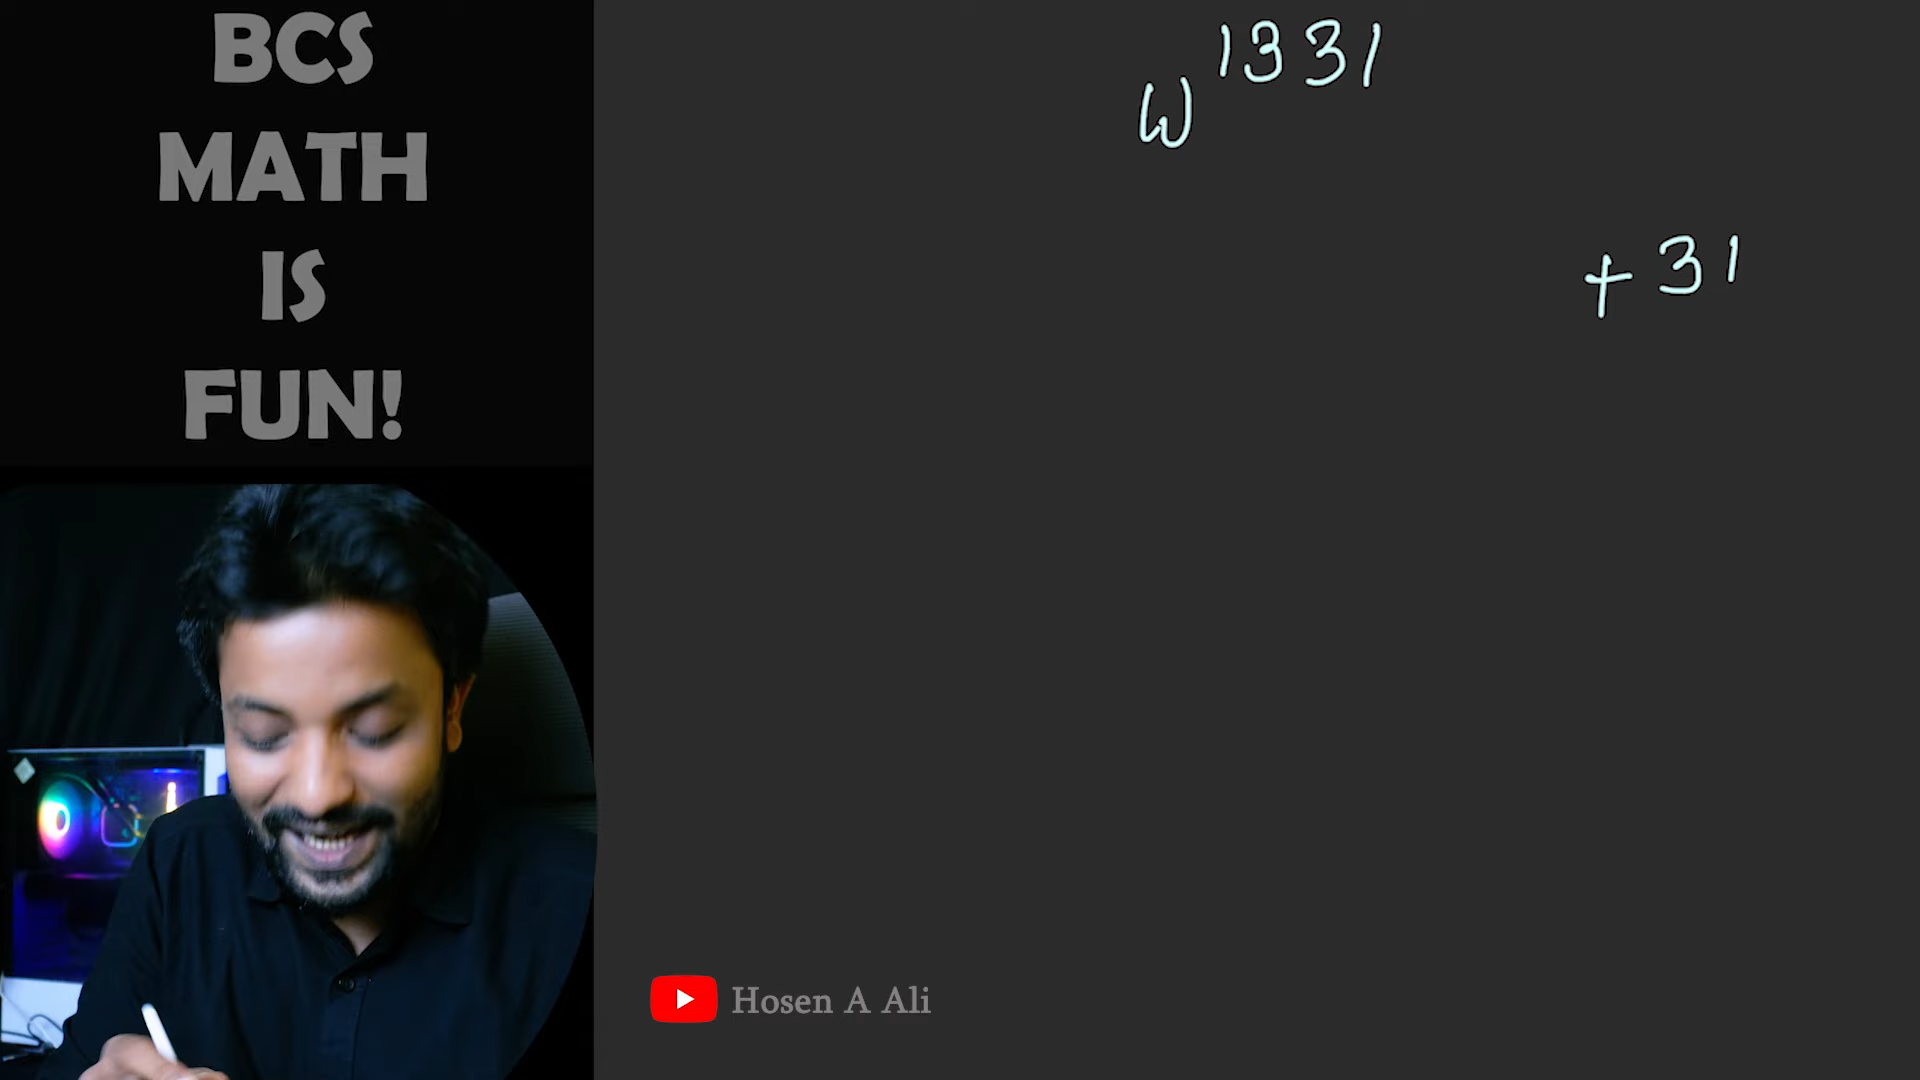 BCS
MATH
IS
FUN!
ω^1331
+31
Hosen A Ali